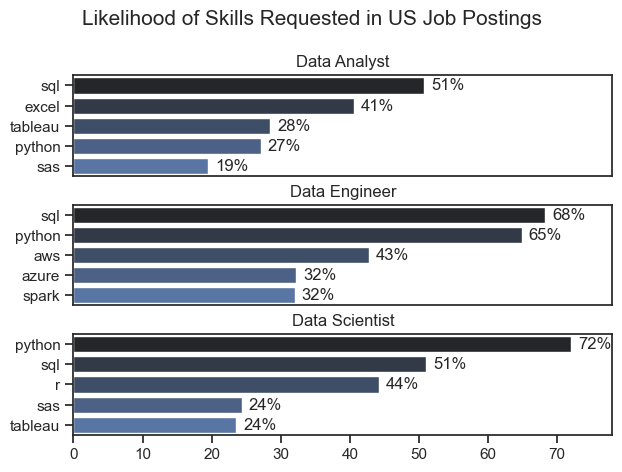 Likelihood of Skills Requested in US Job Postings
Data Analyst
sql 51%
excel 41%
tableau 28%
python 27%
sas 19%
Data Engineer
sql 68%
python 65%
aws 43%
azure 32%
spark 32%
Data Scientist
python 72%
sql 51%
r 44%
sas 24%
tableau 24%
0 10 20 30 40 50 60 70